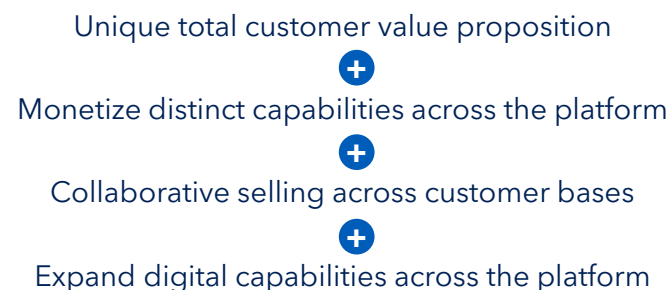 Unique total customer value proposition
+
Monetize distinct capabilities across the platform
+
Collaborative selling across customer bases
+
Expand digital capabilities across the platform